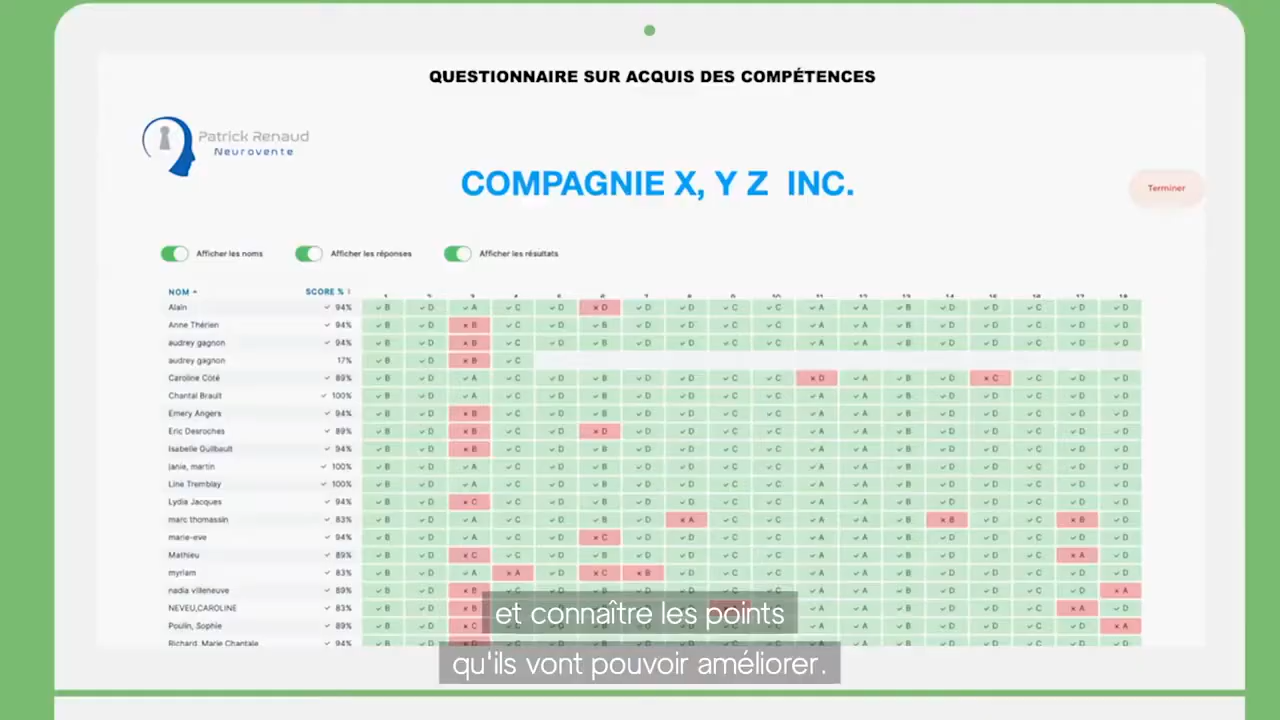 QUESTIONNAIRE SUR ACQUIS DES COMPÉTENCES
Patrick Renaud
Neurovente
COMPAGNIE X, Y Z INC.
Terminer
Afficher les noms Afficher les réponses Afficher les résultats
NOM SCORE %
Alain ✓ 94% ✓ B ✓ D ✓ A ✓ C ✓ D × D ✓ D ✓ D ✓ C ✓ C ✓ A ✓ A ✓ B ✓ D ✓ D ✓ C ✓ D ✓ D
Anne Thérien ✓ 94% ✓ B ✓ D × B ✓ C ✓ D ✓ B ✓ D ✓ D ✓ C ✓ C ✓ A ✓ A ✓ B ✓ D ✓ D ✓ C ✓ D ✓ D
audrey gagnon ✓ 94% ✓ B ✓ D × B ✓ C ✓ D ✓ B ✓ D ✓ D ✓ C ✓ C ✓ A ✓ A ✓ B ✓ D ✓ D ✓ C ✓ D ✓ D
audrey gagnon 17% ✓ B ✓ D × B ✓ C
Caroline Côté ✓ 89% ✓ B ✓ D ✓ A ✓ C ✓ D ✓ B ✓ D ✓ D ✓ C ✓ C × D ✓ A ✓ B ✓ D × C ✓ C ✓ D ✓ D
Chantal Brault ✓ 100% ✓ B ✓ D ✓ A ✓ C ✓ D ✓ B ✓ D ✓ D ✓ C ✓ C ✓ A ✓ A ✓ B ✓ D ✓ D ✓ C ✓ D ✓ D
Emery Angers ✓ 94% ✓ B ✓ D × B ✓ C ✓ D ✓ B ✓ D ✓ D ✓ C ✓ C ✓ A ✓ A ✓ B ✓ D ✓ D ✓ C ✓ D ✓ D
Eric Desroches ✓ 89% ✓ B ✓ D × B ✓ C ✓ D × D ✓ D ✓ D ✓ C ✓ C ✓ A ✓ A ✓ B ✓ D ✓ D ✓ C ✓ D ✓ D
Isabelle Guilbault ✓ 94% ✓ B ✓ D × B ✓ C ✓ D ✓ B ✓ D ✓ D ✓ C ✓ C ✓ A ✓ A ✓ B ✓ D ✓ D ✓ C ✓ D ✓ D
janie, martin ✓ 100% ✓ B ✓ D ✓ A ✓ C ✓ D ✓ B ✓ D ✓ D ✓ C ✓ C ✓ A ✓ A ✓ B ✓ D ✓ D ✓ C ✓ D ✓ D
Line Tremblay ✓ 100% ✓ B ✓ D ✓ A ✓ C ✓ D ✓ B ✓ D ✓ D ✓ C ✓ C ✓ A ✓ A ✓ B ✓ D ✓ D ✓ C ✓ D ✓ D
Lydia Jacques ✓ 94% ✓ B ✓ D × C ✓ C ✓ D ✓ B ✓ D ✓ D ✓ C ✓ C ✓ A ✓ A ✓ B ✓ D ✓ D ✓ C ✓ D ✓ D
marc thomassin ✓ 83% ✓ B ✓ D ✓ A ✓ C ✓ D ✓ B ✓ D × A ✓ C ✓ C ✓ A ✓ A ✓ B × B ✓ D ✓ C × B ✓ D
marie-eve ✓ 94% ✓ B ✓ D ✓ A ✓ C ✓ D × C ✓ D ✓ D ✓ C ✓ C ✓ A ✓ A ✓ B ✓ D ✓ D ✓ C ✓ D ✓ D
Mathieu ✓ 89% ✓ B ✓ D × C ✓ C ✓ D ✓ B ✓ D ✓ D ✓ C ✓ C ✓ A ✓ A ✓ B ✓ D ✓ D ✓ C × A ✓ D
myriam ✓ 83% ✓ B ✓ D ✓ A × A ✓ D × C × B ✓ D ✓ C ✓ C ✓ A ✓ A ✓ B ✓ D ✓ D ✓ C ✓ D ✓ D
nadia villeneuve ✓ 89% ✓ B ✓ D × B ✓ A ✓ A ✓ B ✓ D ✓ D ✓ C ✓ D × A
NEVEU,CAROLINE ✓ 83% ✓ B ✓ D × B ✓ A ✓ A ✓ B ✓ D ✓ D ✓ C × A ✓ D
Poulin, Sophie ✓ 89% ✓ B ✓ D × C ✓ A ✓ A ✓ B ✓ D ✓ D ✓ C ✓ D × A
Richard, Marie Chantale ✓ 94% ✓ B ✓ D
et connaître les points
qu'ils vont pouvoir améliorer.